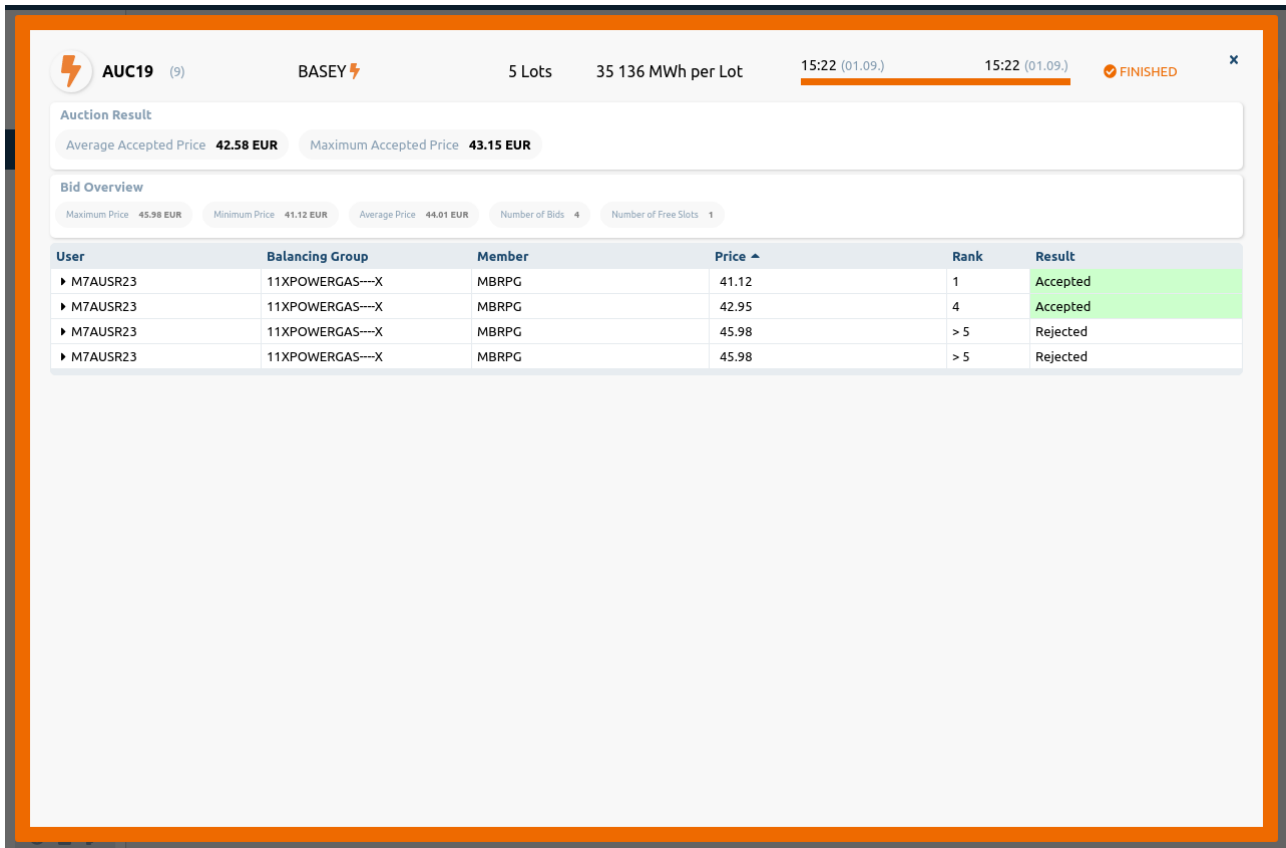 AUC19 (9) BASEY 5 Lots 35 136 MWh per Lot 15:22 (01.09.) 15:22 (01.09.) FINISHED x
Auction Result
Average Accepted Price 42.58 EUR Maximum Accepted Price 43.15 EUR
Bid Overview
Maximum Price 45.98 EUR Minimum Price 41.12 EUR Average Price 44.01 EUR Number of Bids 4 Number of Free Slots 1
User Balancing Group Member Price Rank Result
M7AUSR23 11XPOWERGAS----X MBRPG 41.12 1 Accepted
M7AUSR23 11XPOWERGAS----X MBRPG 42.95 4 Accepted
M7AUSR23 11XPOWERGAS----X MBRPG 45.98 > 5 Rejected
M7AUSR23 11XPOWERGAS----X MBRPG 45.98 > 5 Rejected